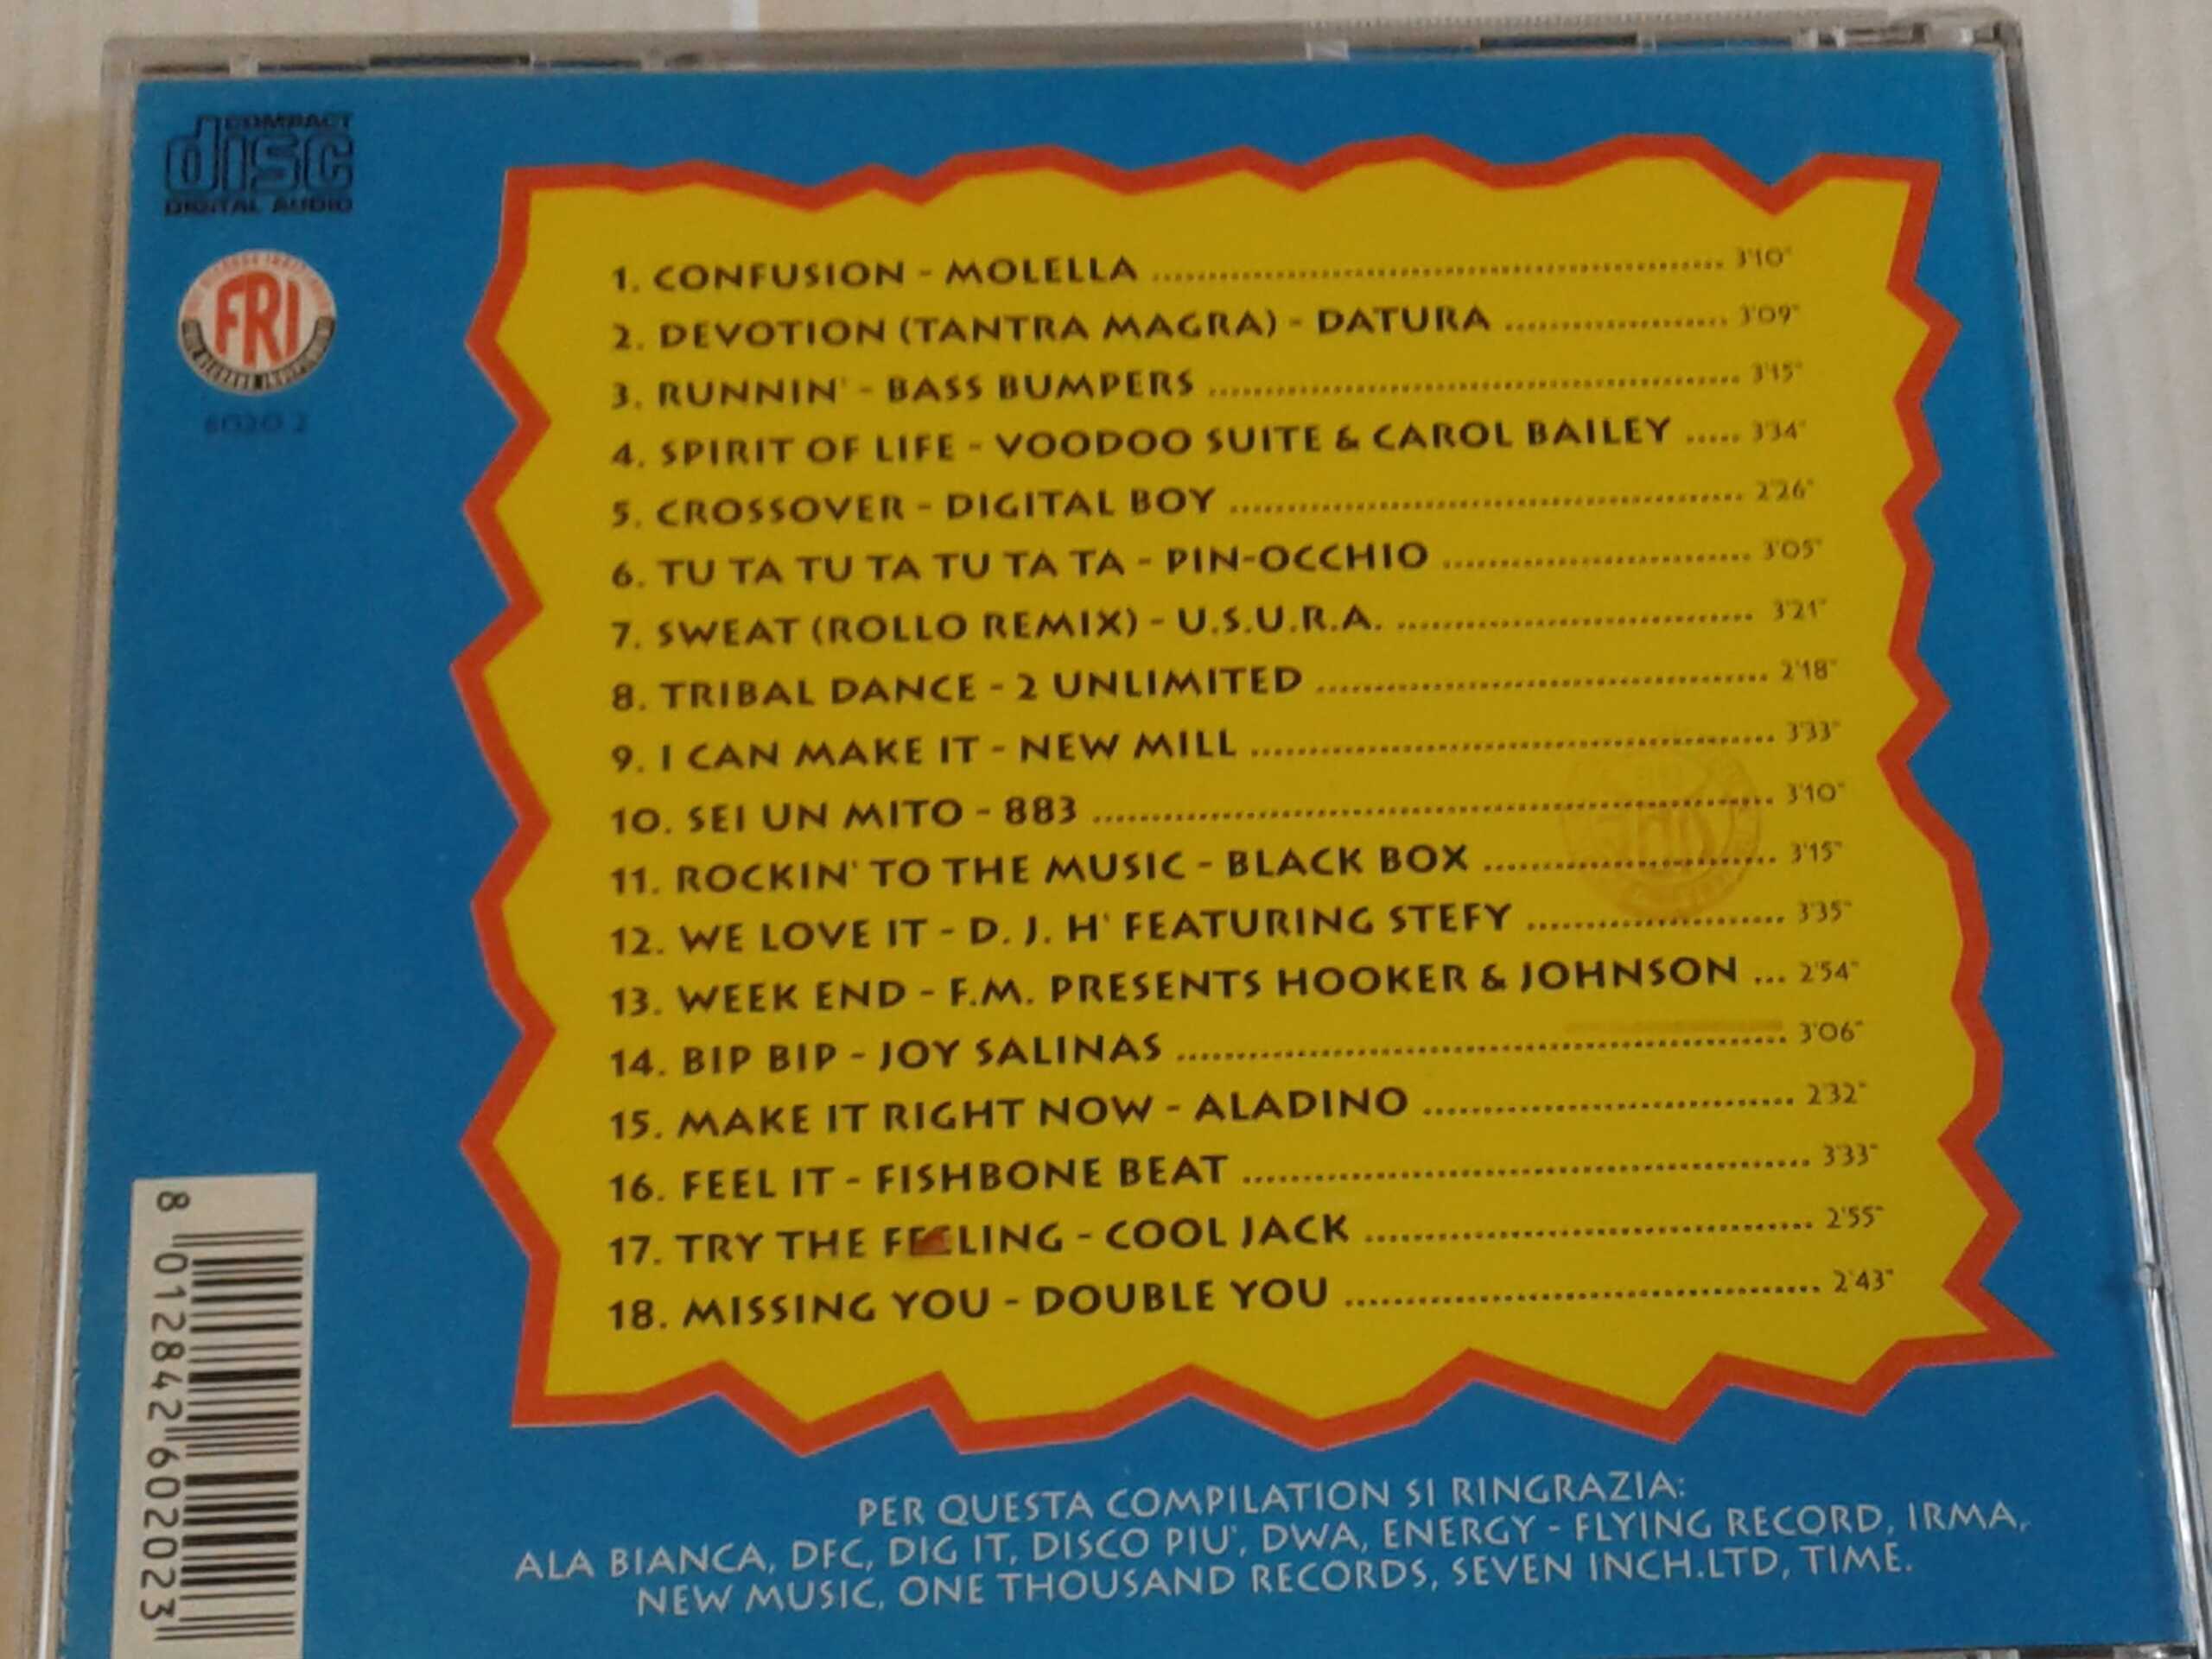 COMPACT
disc
DIGITAL AUDIO
FRI
1. CONFUSION - MOLELLA ........ 3'10"
2. DEVOTION (TANTRA MAGRA) - DATURA ........ 3'09"
3. RUNNIN' - BASS BUMPERS ........ 3'15"
4. SPIRIT OF LIFE - VOODOO SUITE & CAROL BAILEY ..... 3'34"
5. CROSSOVER - DIGITAL BOY ........ 2'26"
6. TU TA TU TA TU TA TA - PIN-OCCHIO ........ 3'05"
7. SWEAT (ROLLO REMIX) - U.S.U.R.A. ........ 3'21"
8. TRIBAL DANCE - 2 UNLIMITED ........ 2'18"
9. I CAN MAKE IT - NEW MILL ........ 3'33"
10. SEI UN MITO - 883 ........ 3'10"
11. ROCKIN' TO THE MUSIC - BLACK BOX ........ 3'15"
12. WE LOVE IT - D. J. H' FEATURING STEFY ........ 3'35"
13. WEEK END - F.M. PRESENTS HOOKER & JOHNSON ... 2'54"
14. BIP BIP - JOY SALINAS ........ 3'06"
15. MAKE IT RIGHT NOW - ALADINO ........ 2'32"
16. FEEL IT - FISHBONE BEAT ........ 3'33"
17. TRY THE FEELING - COOL JACK ........ 2'55"
18. MISSING YOU - DOUBLE YOU ........ 2'43"
8 012842 602023
PER QUESTA COMPILATION SI RINGRAZIA:
ALA BIANCA, DFC, DIG IT, DISCO PIU', DWA, ENERGY - FLYING RECORD, IRMA,
NEW MUSIC, ONE THOUSAND RECORDS, SEVEN INCH.LTD, TIME.